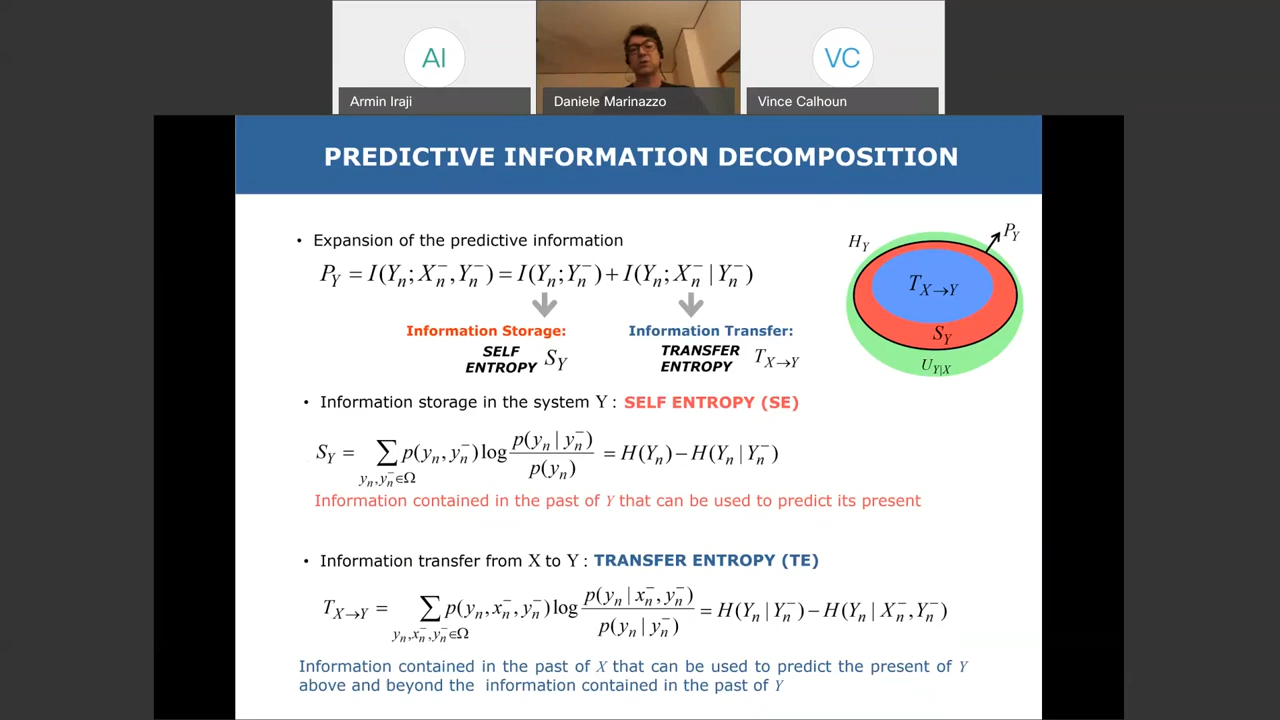 AI
VC
Armin Iraji
Daniele Marinazzo
Vince Calhoun
PREDICTIVE INFORMATION DECOMPOSITION
• Expansion of the predictive information
P_Y = I(Y_n; X_n^-, Y_n^-) = I(Y_n; Y_n^-) + I(Y_n; X_n^- | Y_n^-)
Information Storage:
SELF
ENTROPY S_Y
Information Transfer:
TRANSFER
ENTROPY T_{X→Y}
H_Y
P_Y
T_{X→Y}
S_Y
U_{Y|X}
• Information storage in the system Y : SELF ENTROPY (SE)
S_Y = ∑_{y_n, y_n^- ∈Ω} p(y_n, y_n^-) log p(y_n | y_n^-) / p(y_n) = H(Y_n) − H(Y_n | Y_n^-)
Information contained in the past of Y that can be used to predict its present
• Information transfer from X to Y : TRANSFER ENTROPY (TE)
T_{X→Y} = ∑_{y_n, x_n^-, y_n^- ∈Ω} p(y_n, x_n^-, y_n^-) log p(y_n | x_n^-, y_n^-) / p(y_n | y_n^-) = H(Y_n | Y_n^-) − H(Y_n | X_n^-, Y_n^-)
Information contained in the past of X that can be used to predict the present of Y
above and beyond the information contained in the past of Y